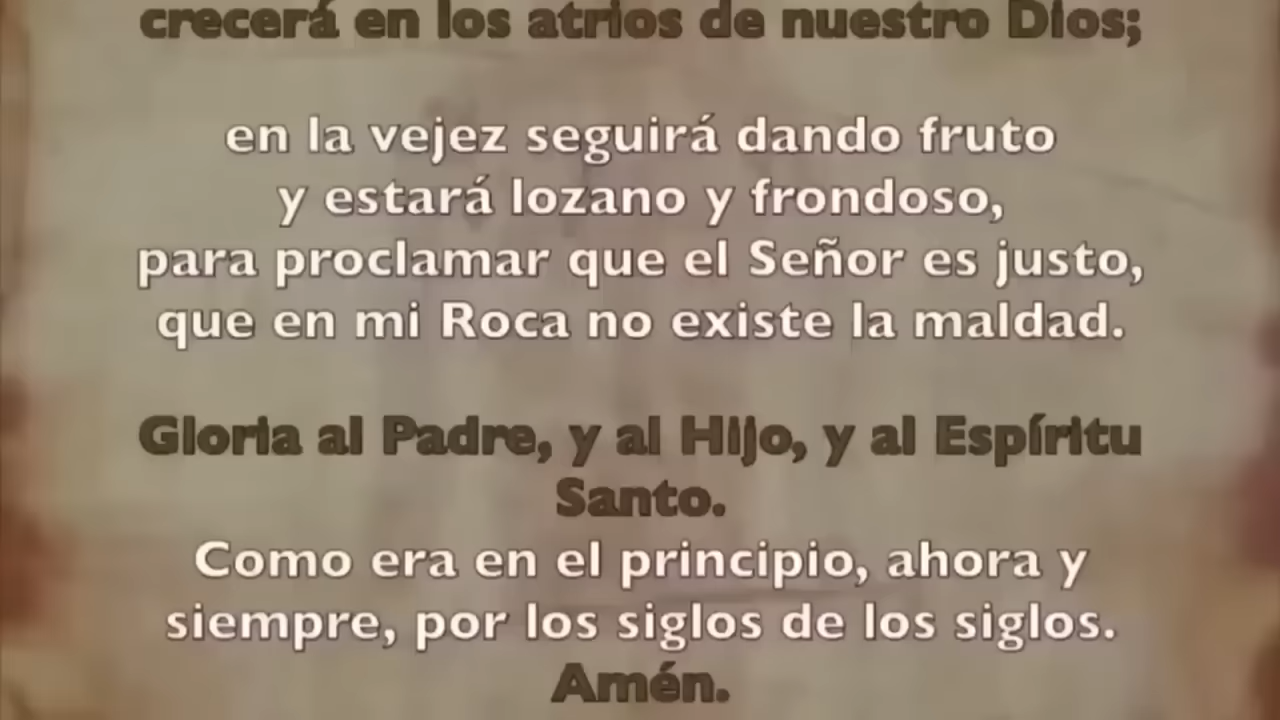 crecerá en los atrios de nuestro Dios;
en la vejez seguirá dando fruto
y estará lozano y frondoso,
para proclamar que el Señor es justo,
que en mi Roca no existe la maldad.
Gloria al Padre, y al Hijo, y al Espíritu
Santo.
Como era en el principio, ahora y
siempre, por los siglos de los siglos.
Amén.